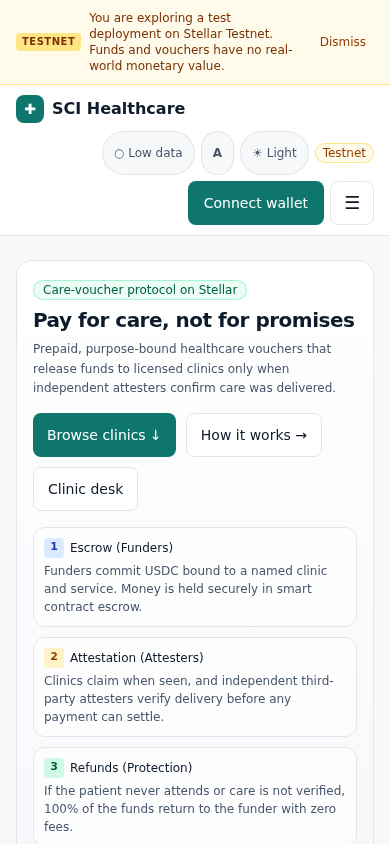 TESTNET
You are exploring a test
deployment on Stellar Testnet.
Funds and vouchers have no real-
world monetary value.
Dismiss
SCI Healthcare
Low data
A
Light
Testnet
Connect wallet
Care-voucher protocol on Stellar
Pay for care, not for promises
Prepaid, purpose-bound healthcare vouchers that
release funds to licensed clinics only when
independent attesters confirm care was delivered.
Browse clinics ↓
How it works →
Clinic desk
1 Escrow (Funders)
Funders commit USDC bound to a named clinic
and service. Money is held securely in smart
contract escrow.
2 Attestation (Attesters)
Clinics claim when seen, and independent third-
party attesters verify delivery before any
payment can settle.
3 Refunds (Protection)
If the patient never attends or care is not verified,
100% of the funds return to the funder with zero
fees.